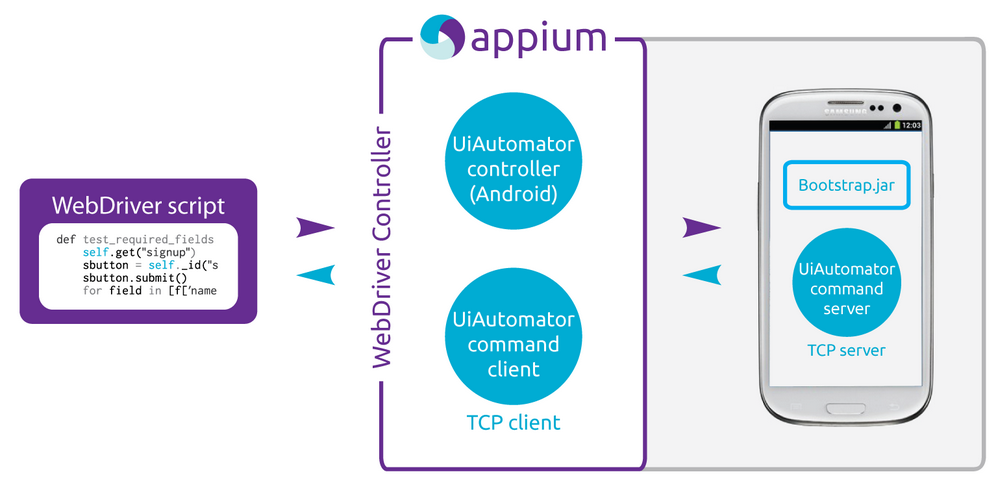 appium
WebDriver script
def test_required_fields
self.get("signup")
sbutton = self._id("s
sbutton.submit()
for field in [f['name
WebDriver Controller
UiAutomator
controller
(Android)
UiAutomator
command
client
TCP client
SAMSUNG
12:03
Bootstrap.jar
UiAutomator
command
server
TCP server